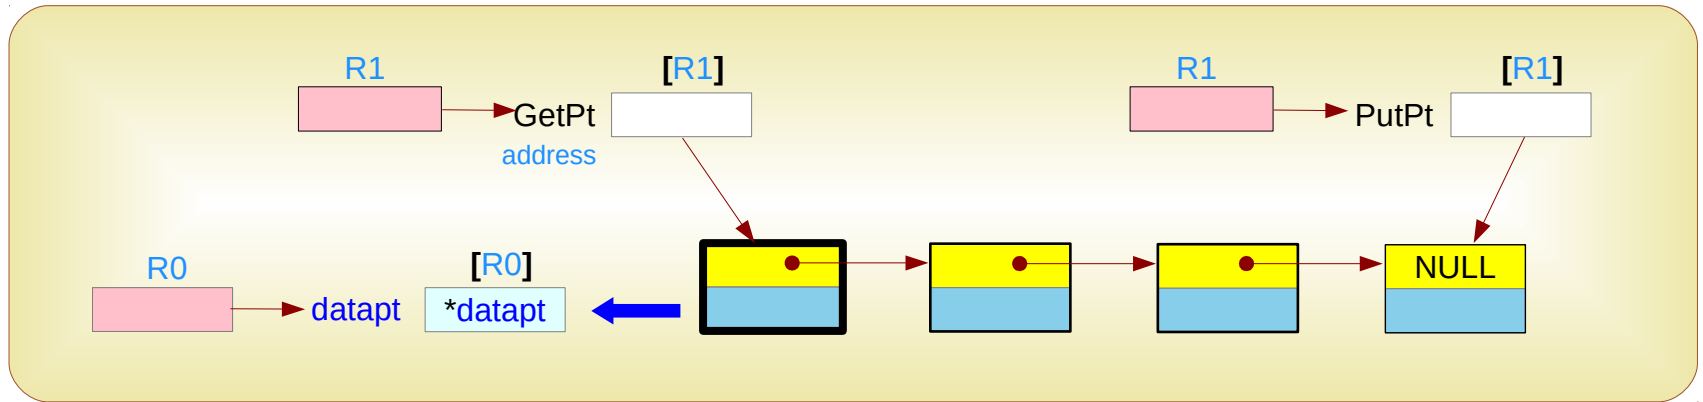 R1
[R1]
R1
[R1]
GetPt
PutPt
address
R0
[R0]
NULL
datapt
*datapt